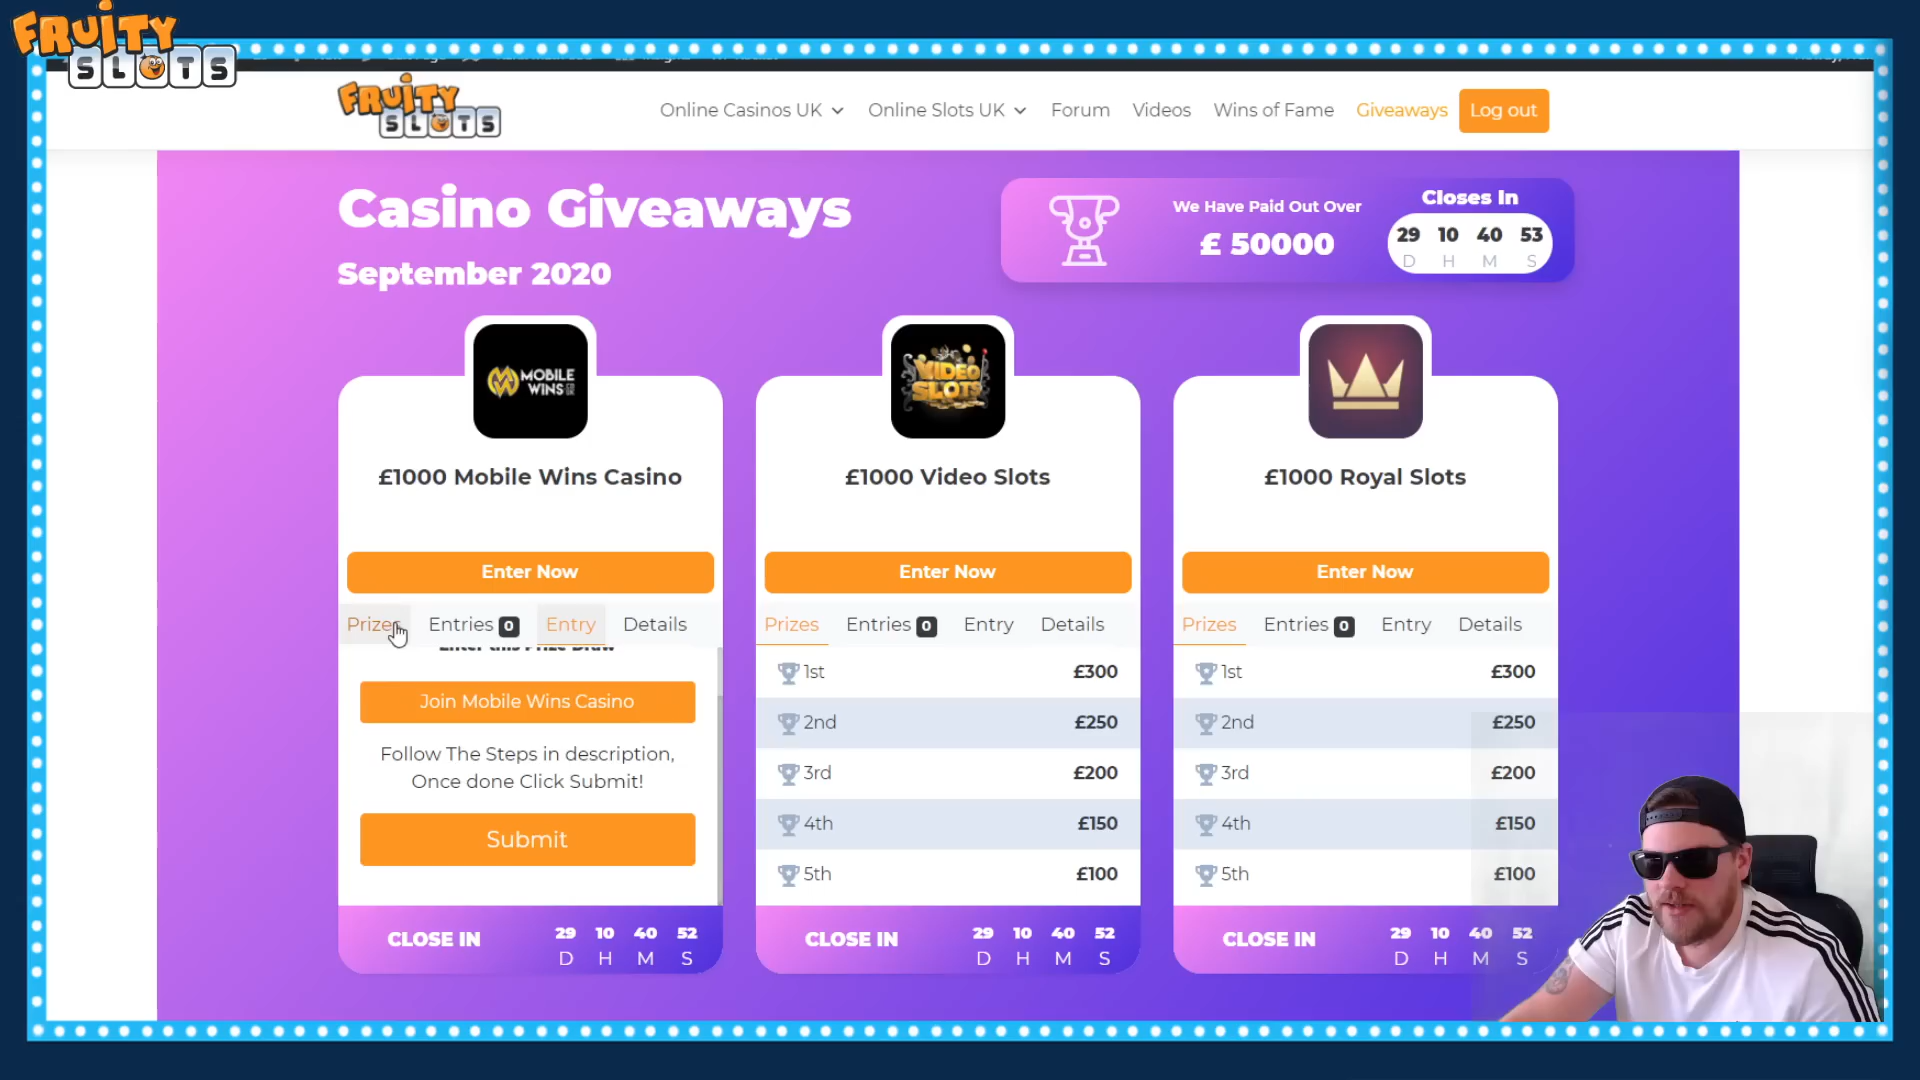 FRUITY
SLOTS
FRUITY
SLOTS
Online Casinos UK
Online Slots UK
Forum
Videos
Wins of Fame
Giveaways
Log out
Casino Giveaways
September 2020
We Have Paid Out Over
£ 50000
Closes In
29 10 40 53
D H M S
MOBILE
WINS
£1000 Mobile Wins Casino
Enter Now
Prizes Entries 0 Entry Details
Enter this Prize Draw
Join Mobile Wins Casino
Follow The Steps in description,
Once done Click Submit!
Submit
CLOSE IN
29 10 40 52
D H M S
VIDEO
SLOTS
£1000 Video Slots
Enter Now
Prizes Entries 0 Entry Details
1st £300
2nd £250
3rd £200
4th £150
5th £100
CLOSE IN
29 10 40 52
D H M S
£1000 Royal Slots
Enter Now
Prizes Entries 0 Entry Details
1st £300
2nd £250
3rd £200
4th £150
5th £100
CLOSE IN
29 10 40 52
D H M S